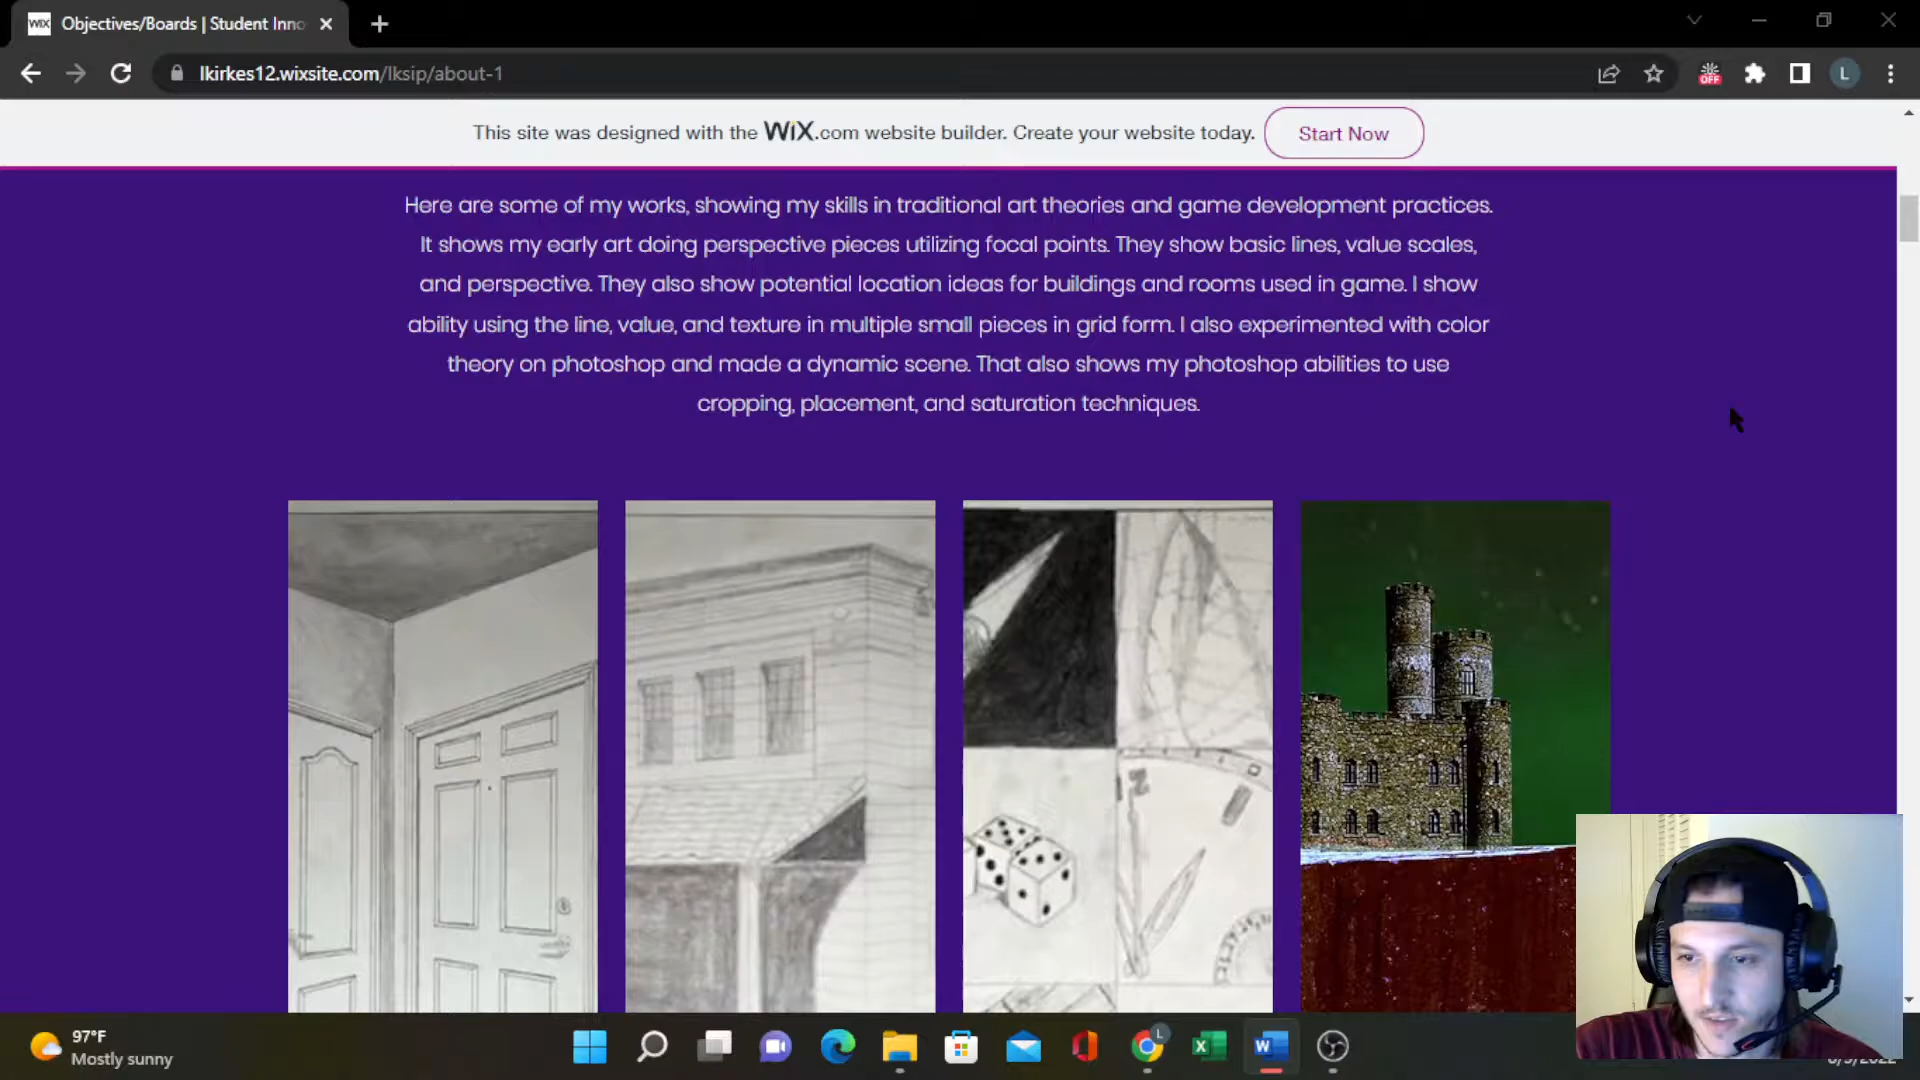 WiX Objectives/Boards | Student Inno
lkirkes12.wixsite.com/lksip/about-1
OFF
L
This site was designed with the WiX.com website builder. Create your website today. Start Now
Here are some of my works, showing my skills in traditional art theories and game development practices.
It shows my early art doing perspective pieces utilizing focal points. They show basic lines, value scales,
and perspective. They also show potential location ideas for buildings and rooms used in game. I show
ability using the line, value, and texture in multiple small pieces in grid form. I also experimented with color
theory on photoshop and made a dynamic scene. That also shows my photoshop abilities to use
cropping, placement, and saturation techniques.
97°F
Mostly sunny
L
X
W